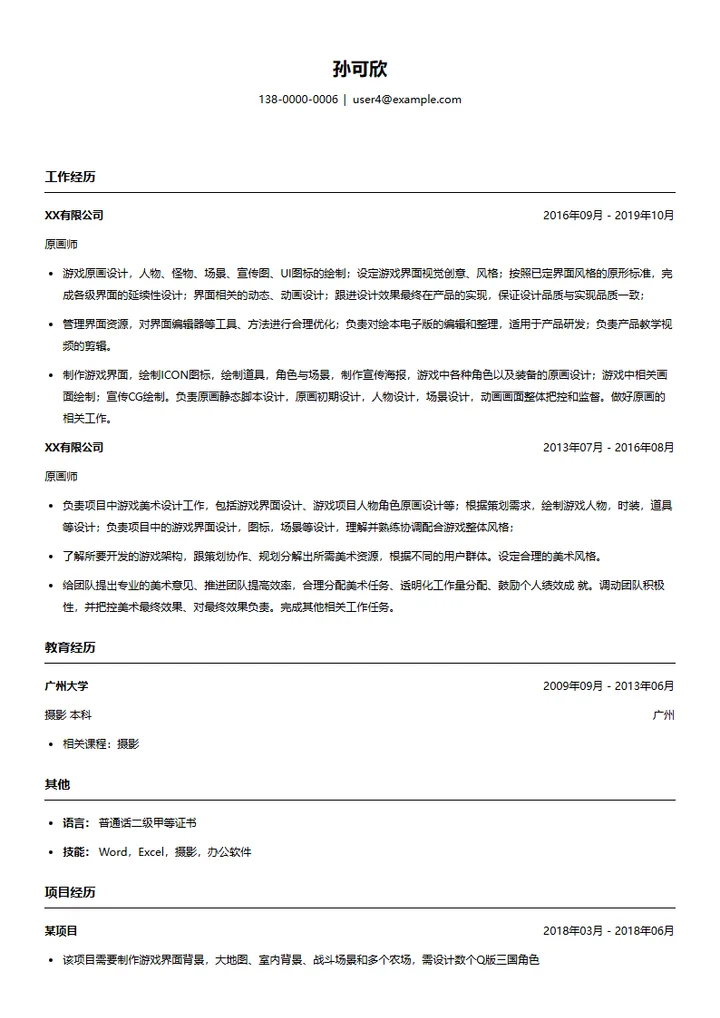 孙可欣
138-0000-0006 | user4@example.com
工作经历
XX有限公司 2016年09月 - 2019年10月
原画师
• 游戏原画设计，人物、怪物、场景、宣传图、UI图标的绘制；设定游戏界面视觉创意、风格；按照已定界面风格的原形标准，完
成各级界面的延续性设计；界面相关的动态、动画设计；跟进设计效果最终在产品的实现，保证设计品质与实现品质一致；
• 管理界面资源，对界面编辑器等工具、方法进行合理优化；负责对绘本电子版的编辑和整理，适用于产品研发；负责产品教学视
频的剪辑。
• 制作游戏界面，绘制ICON图标，绘制道具，角色与场景，制作宣传海报，游戏中各种角色以及装备的原画设计；游戏中相关画
面绘制；宣传CG绘制。负责原画静态脚本设计，原画初期设计，人物设计，场景设计，动画画面整体把控和监督。做好原画的
相关工作。
XX有限公司 2013年07月 - 2016年08月
原画师
• 负责项目中游戏美术设计工作，包括游戏界面设计、游戏项目人物角色原画设计等；根据策划需求，绘制游戏人物，时装，道具
等设计；负责项目中的游戏界面设计，图标，场景等设计，理解并熟练协调配合游戏整体风格；
• 了解所要开发的游戏架构，跟策划协作、规划分解出所需美术资源，根据不同的用户群体。设定合理的美术风格。
• 给团队提出专业的美术意见、推进团队提高效率，合理分配美术任务、透明化工作量分配、鼓励个人绩效成 就。调动团队积极
性，并把控美术最终效果、对最终效果负责。完成其他相关工作任务。
教育经历
广州大学 2009年09月 - 2013年06月
摄影 本科 广州
• 相关课程：摄影
其他
• 语言： 普通话二级甲等证书
• 技能： Word，Excel，摄影，办公软件
项目经历
某项目 2018年03月 - 2018年06月
• 该项目需要制作游戏界面背景，大地图、室内背景、战斗场景和多个农场，需设计数个Q版三国角色